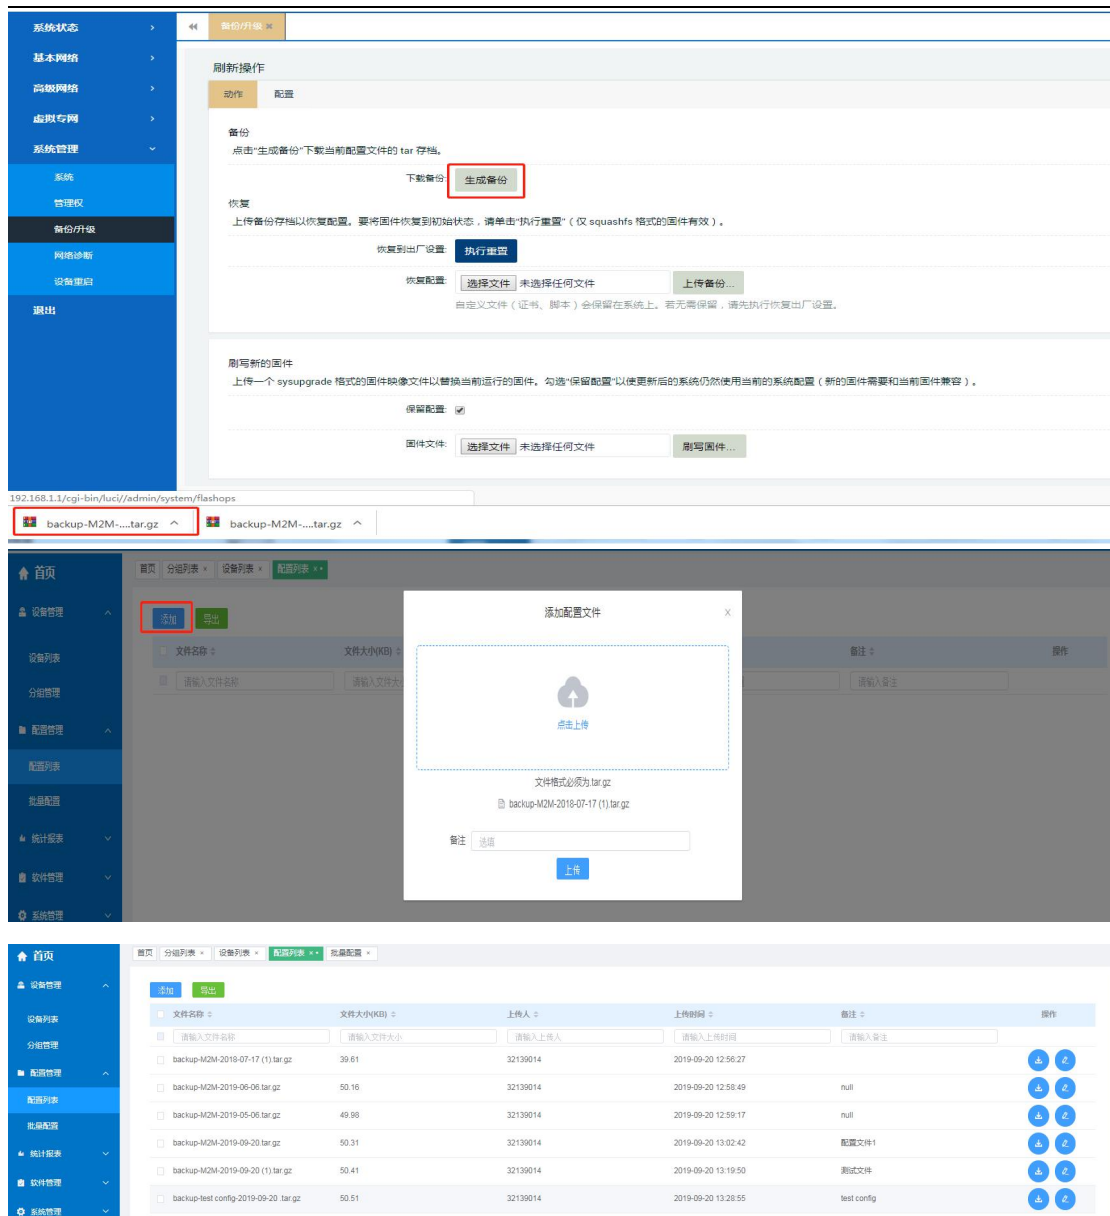 系统状态
备份/升级 ×
基本网络
刷新操作
高级网络
动作 配置
虚拟专网
备份
系统管理
点击“生成备份”下载当前配置文件的 tar 存档。
系统
下载备份: 生成备份
管理权
恢复
上传备份存档以恢复配置。要将固件恢复到初始状态，请单击“执行重置”（仅 squashfs 格式的固件有效）。
备份/升级
网络诊断
恢复到出厂设置: 执行重置
设备重启
恢复配置: 选择文件 未选择任何文件 上传备份...
退出
自定义文件（证书、脚本）会保留在系统上。若无需保留，请先执行恢复出厂设置。
刷写新的固件
上传一个 sysupgrade 格式的固件映像文件以替换当前运行的固件。勾选“保留配置”以使更新后的系统仍然使用当前的系统配置（新的固件需要和当前固件兼容）。
保留配置:
固件文件: 选择文件 未选择任何文件 刷写固件...
192.168.1.1/cgi-bin/luci//admin/system/flashops
backup-M2M-....tar.gz backup-M2M-....tar.gz
首页
首页 分组列表 × 设备列表 × 配置列表 ×
设备管理
添加 导出
添加配置文件 X
文件名称 文件大小(KB) 备注 操作
设备列表
请输入文件名称 请输入文件大小 请输入备注
分组管理
点击上传
配置管理
配置列表
文件格式必须为.tar.gz
批量配置
backup-M2M-2018-07-17 (1).tar.gz
统计报表
备注 选填
上传
软件管理
系统管理
首页
首页 分组列表 × 设备列表 × 配置列表 × 批量配置 ×
设备管理
添加 导出
设备列表
文件名称 文件大小(KB) 上传人 上传时间 备注 操作
请输入文件名称 请输入文件大小 请输入上传人 请输入上传时间 请输入备注
分组管理
backup-M2M-2018-07-17 (1).tar.gz 39.61 32139014 2019-09-20 12:56:27
配置管理
backup-M2M-2019-06-06.tar.gz 50.16 32139014 2019-09-20 12:58:49 null
配置列表
backup-M2M-2019-05-06.tar.gz 49.98 32139014 2019-09-20 12:59:17 null
批量配置
backup-M2M-2019-09-20.tar.gz 50.31 32139014 2019-09-20 13:02:42 配置文件1
统计报表
backup-M2M-2019-09-20 (1).tar.gz 50.41 32139014 2019-09-20 13:19:50 测试文件
软件管理
backup-test config-2019-09-20 .tar.gz 50.51 32139014 2019-09-20 13:28:55 test config
系统管理